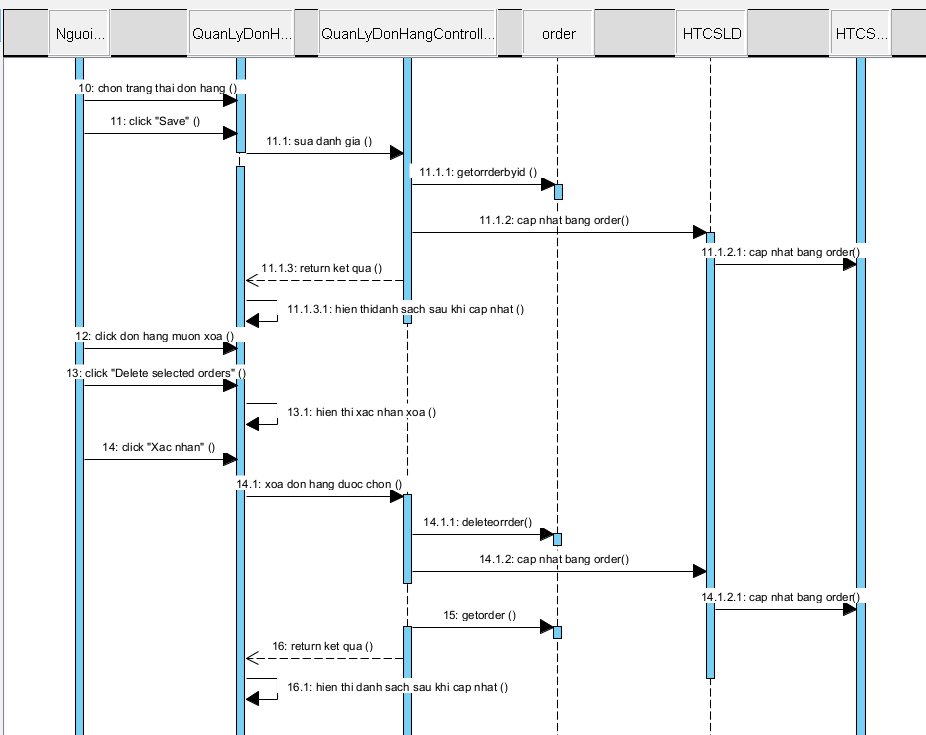 Nguoi...
QuanLyDonH...
QuanLyDonHangControll...
order
HTCSLD
HTCS...
10: chon trang thai don hang ()
11: click "Save" ()
11.1: sua danh gia ()
11.1.1: getorrderbyid ()
11.1.2: cap nhat bang order()
11.1.2.1: cap nhat bang order()
11.1.3: return ket qua ()
11.1.3.1: hien thidanh sach sau khi cap nhat ()
12: click don hang muon xoa ()
13: click "Delete selected orders" ()
13.1: hien thi xac nhan xoa ()
14: click "Xac nhan" ()
14.1: xoa don hang duoc chon ()
14.1.1: deleteorrder()
14.1.2: cap nhat bang order()
14.1.2.1: cap nhat bang order()
15: getorder ()
16: return ket qua ()
16.1: hien thi danh sach sau khi cap nhat ()